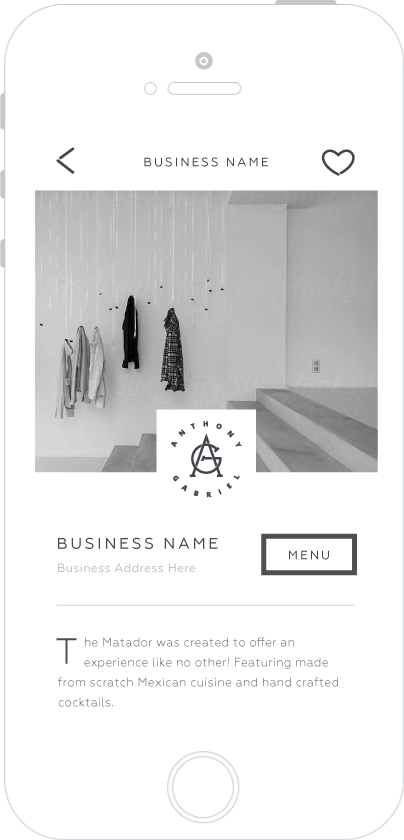 BUSINESS NAME
ANTHONY
GABRIEL
AG
BUSINESS NAME
Business Address Here
MENU
The Matador was created to offer an
experience like no other! Featuring made
from scratch Mexican cuisine and hand crafted
cocktails.